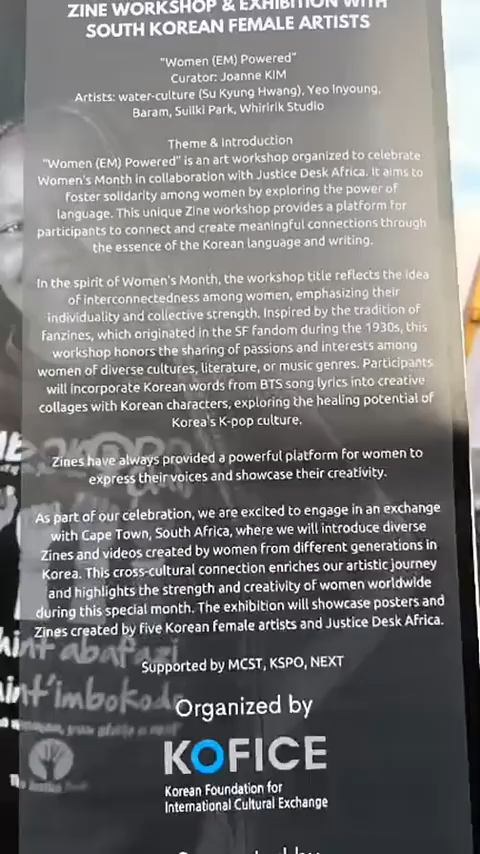 ZINE WORKSHOP & EXHIBITION WITH
SOUTH KOREAN FEMALE ARTISTS
"Women (EM) Powered"
Curator: Joanne KIM
Artists: water-culture (Su Kyung Hwang), Yeo Inyoung,
Baram, Suilki Park, Whiririk Studio
Theme & Introduction
"Women (EM) Powered" is an art workshop organized to celebrate
Women's Month in collaboration with Justice Desk Africa. It aims to
foster solidarity among women by exploring the power of
language. This unique Zine workshop provides a platform for
participants to connect and create meaningful connections through
the essence of the Korean language and writing.
In the spirit of Women's Month, the workshop title reflects the idea
of interconnectedness among women, emphasizing their
individuality and collective strength. Inspired by the tradition of
fanzines, which originated in the SF fandom during the 1930s, this
workshop honors the sharing of passions and interests among
women of diverse cultures, literature, or music genres. Participants
will incorporate Korean words from BTS song lyrics into creative
collages with Korean characters, exploring the healing potential of
Korea's K-pop culture.
Zines have always provided a powerful platform for women to
express their voices and showcase their creativity.
As part of our celebration, we are excited to engage in an exchange
with Cape Town, South Africa, where we will introduce diverse
Zines and videos created by women from different generations in
Korea. This cross-cultural connection enriches our artistic journey
and highlights the strength and creativity of women worldwide
during this special month. The exhibition will showcase posters and
Zines created by five Korean female artists and Justice Desk Africa.
abafazi
Supported by MCST, KSPO, NEXT
int'imbokodo
Organized by
KOFICE
Korean Foundation for
International Cultural Exchange